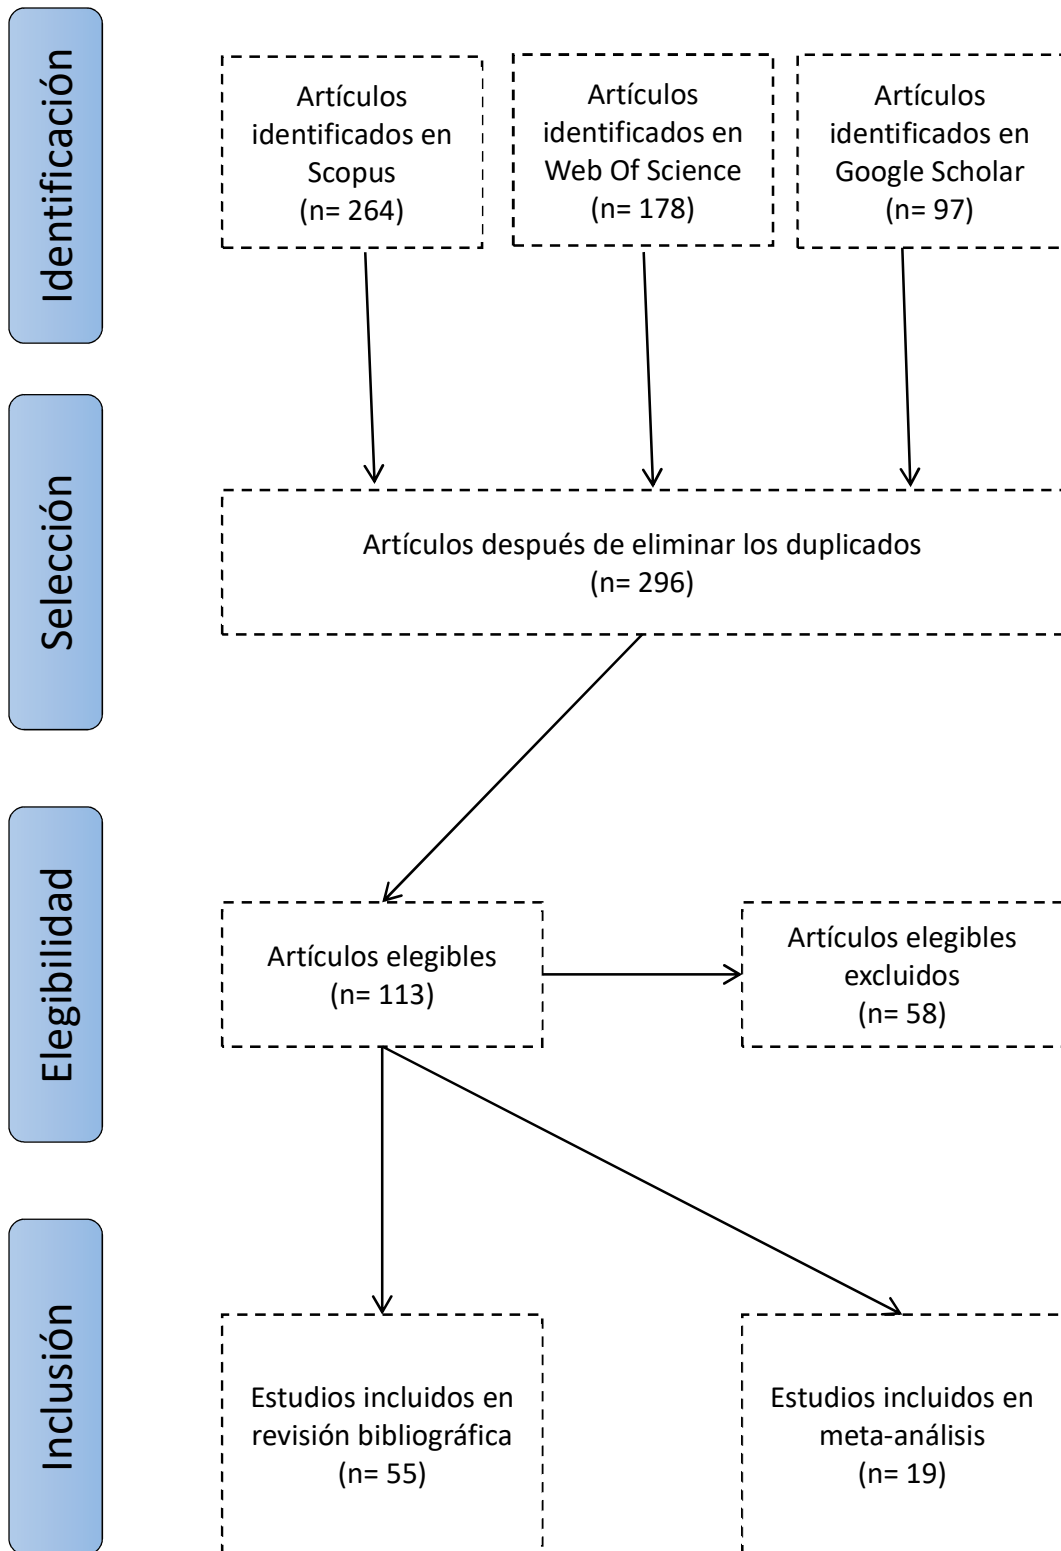 Identificación
Artículos
identificados en
Scopus
(n= 264)
Artículos
identificados en
Web Of Science
(n= 178)
Artículos
identificados en
Google Scholar
(n= 97)
Selección
Artículos después de eliminar los duplicados
(n= 296)
Elegibilidad
Artículos elegibles
(n= 113)
Artículos elegibles
excluidos
(n= 58)
Inclusión
Estudios incluidos en
revisión bibliográfica
(n= 55)
Estudios incluidos en
meta-análisis
(n= 19)